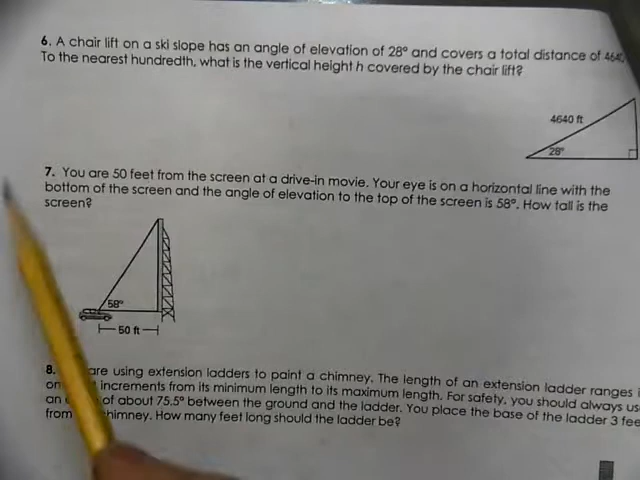 6. A chair lift on a ski slope has an angle of elevation of 28° and covers a total distance of
To the nearest hundredth, what is the vertical height h covered by the chair lift?
4640 ft
28°
7. You are 50 feet from the screen at a drive-in movie. Your eye is on a horizontal line with the
bottom of the screen and the angle of elevation to the top of the screen is 58°. How tall is the
screen?
58°
50 ft
8. are using extension ladders to paint a chimney. The length of an extension ladder ranges
on increments from its minimum length to its maximum length. For safety, you should always
an of about 75.5° between the ground and the ladder. You place the base of the ladder 3
from chimney. How many feet long should the ladder be?